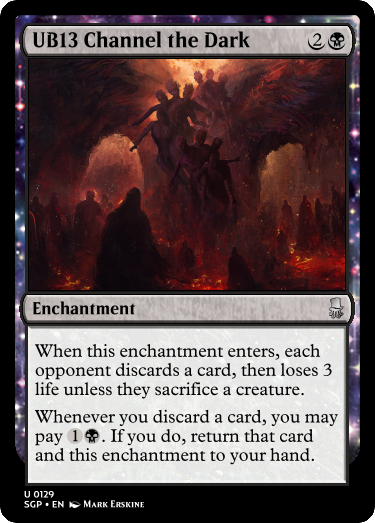 UB13 Channel the Dark 2
Enchantment
When this enchantment enters, each
opponent discards a card, then loses 3
life unless they sacrifice a creature.
Whenever you discard a card, you may
pay 1. If you do, return that card
and this enchantment to your hand.
U 0129
SGP • EN Mark Erskine